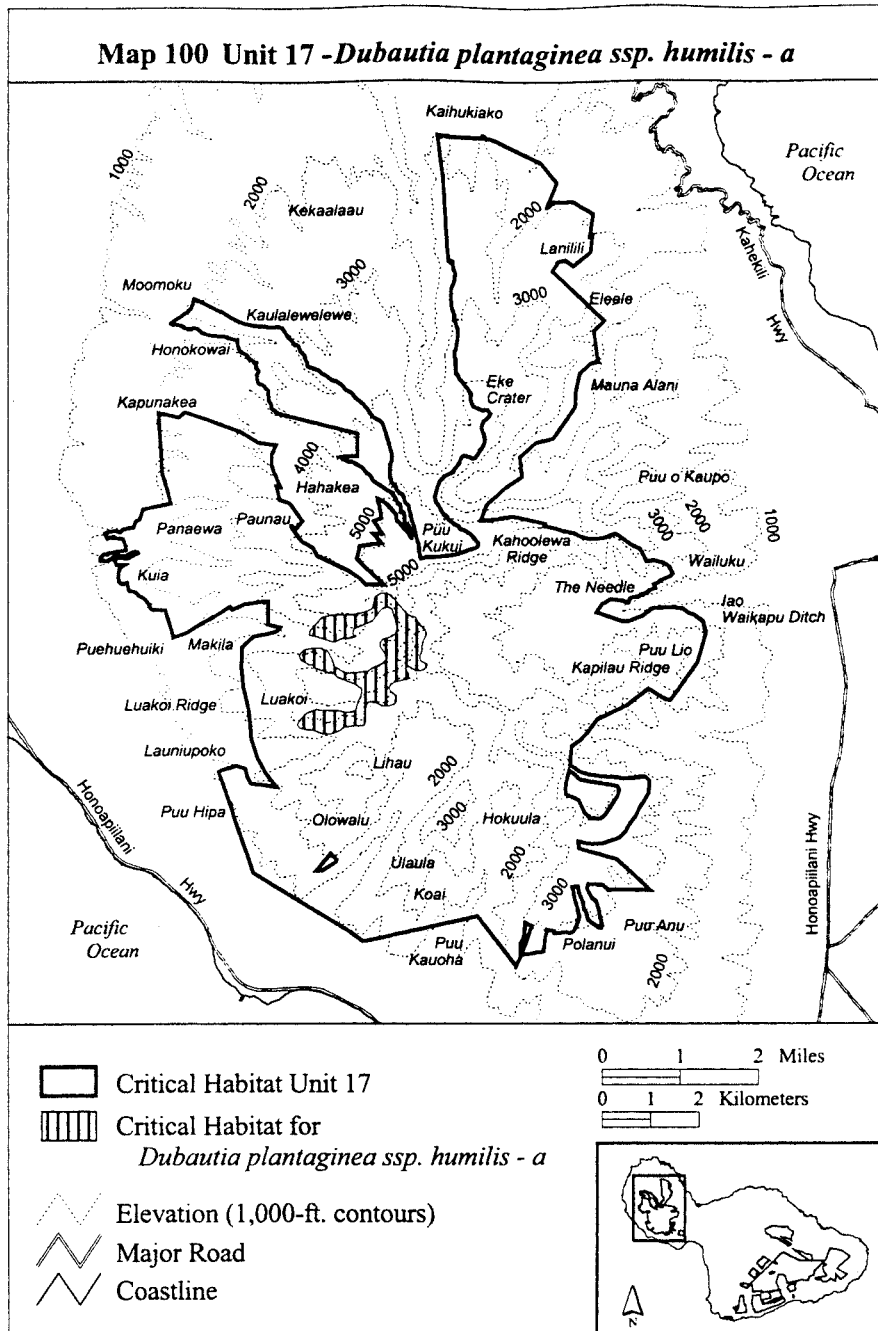 Map 100 Unit 17 -Dubautia plantaginea ssp. humilis - a
Kaihukiako
Pacific
Ocean
1000
2000
Kekaalaau
2000
Lanilili
Kahekili
Hwy
3000
3000
Eleale
Moomoku
Kaulalewelewe
Honokowai
Eke
Crater
Mauna Alani
Kapunakea
4000
Hahakea
Puu o Kaupo
2000
3000
1000
5000
Panaewa
Paunau
Puu
Kukui
Kahoolewa
Ridge
Wailuku
5000
Kuia
The Needle
Iao
Waikapu Ditch
Puehuehuiki
Makila
Puu Lio
Kapilau Ridge
Luakoi Ridge
Luakoi
Launiupoko
Lihau
2000
Puu Hipa
Olowalu
3000
Hokuula
Honoapiilani
Hwy
Ulaula
2000
Koai
3000
Honoapiilani Hwy
Pacific
Ocean
Puu
Kauoha
Polanui
Puu Anu
2000
Critical Habitat Unit 17
Critical Habitat for
Dubautia plantaginea ssp. humilis - a
Elevation (1,000-ft. contours)
Major Road
Coastline
0 1 2 Miles
0 1 2 Kilometers
N